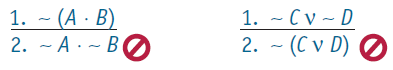 1. ~ (A · B)
2. ~ A · ~ B
1. ~ C v ~ D
2. ~ (C v D)